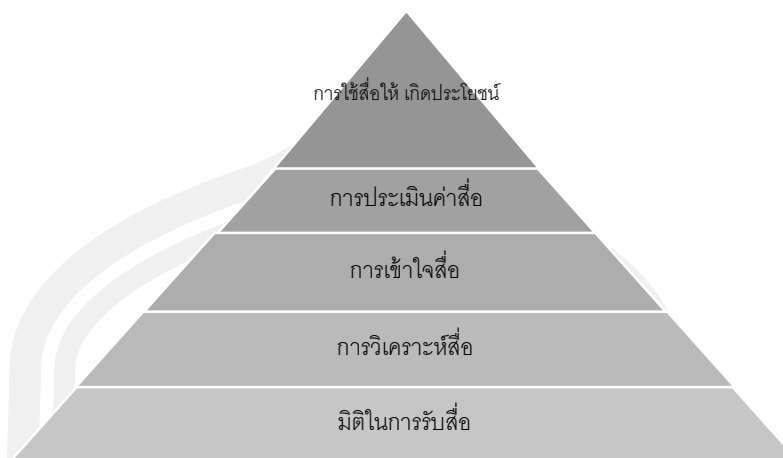 การใช้สื่อให้ เกิดประโยชน์
การประเมินค่าสื่อ
การเข้าใจสื่อ
การวิเคราะห์สื่อ
มิติในการรับสื่อ